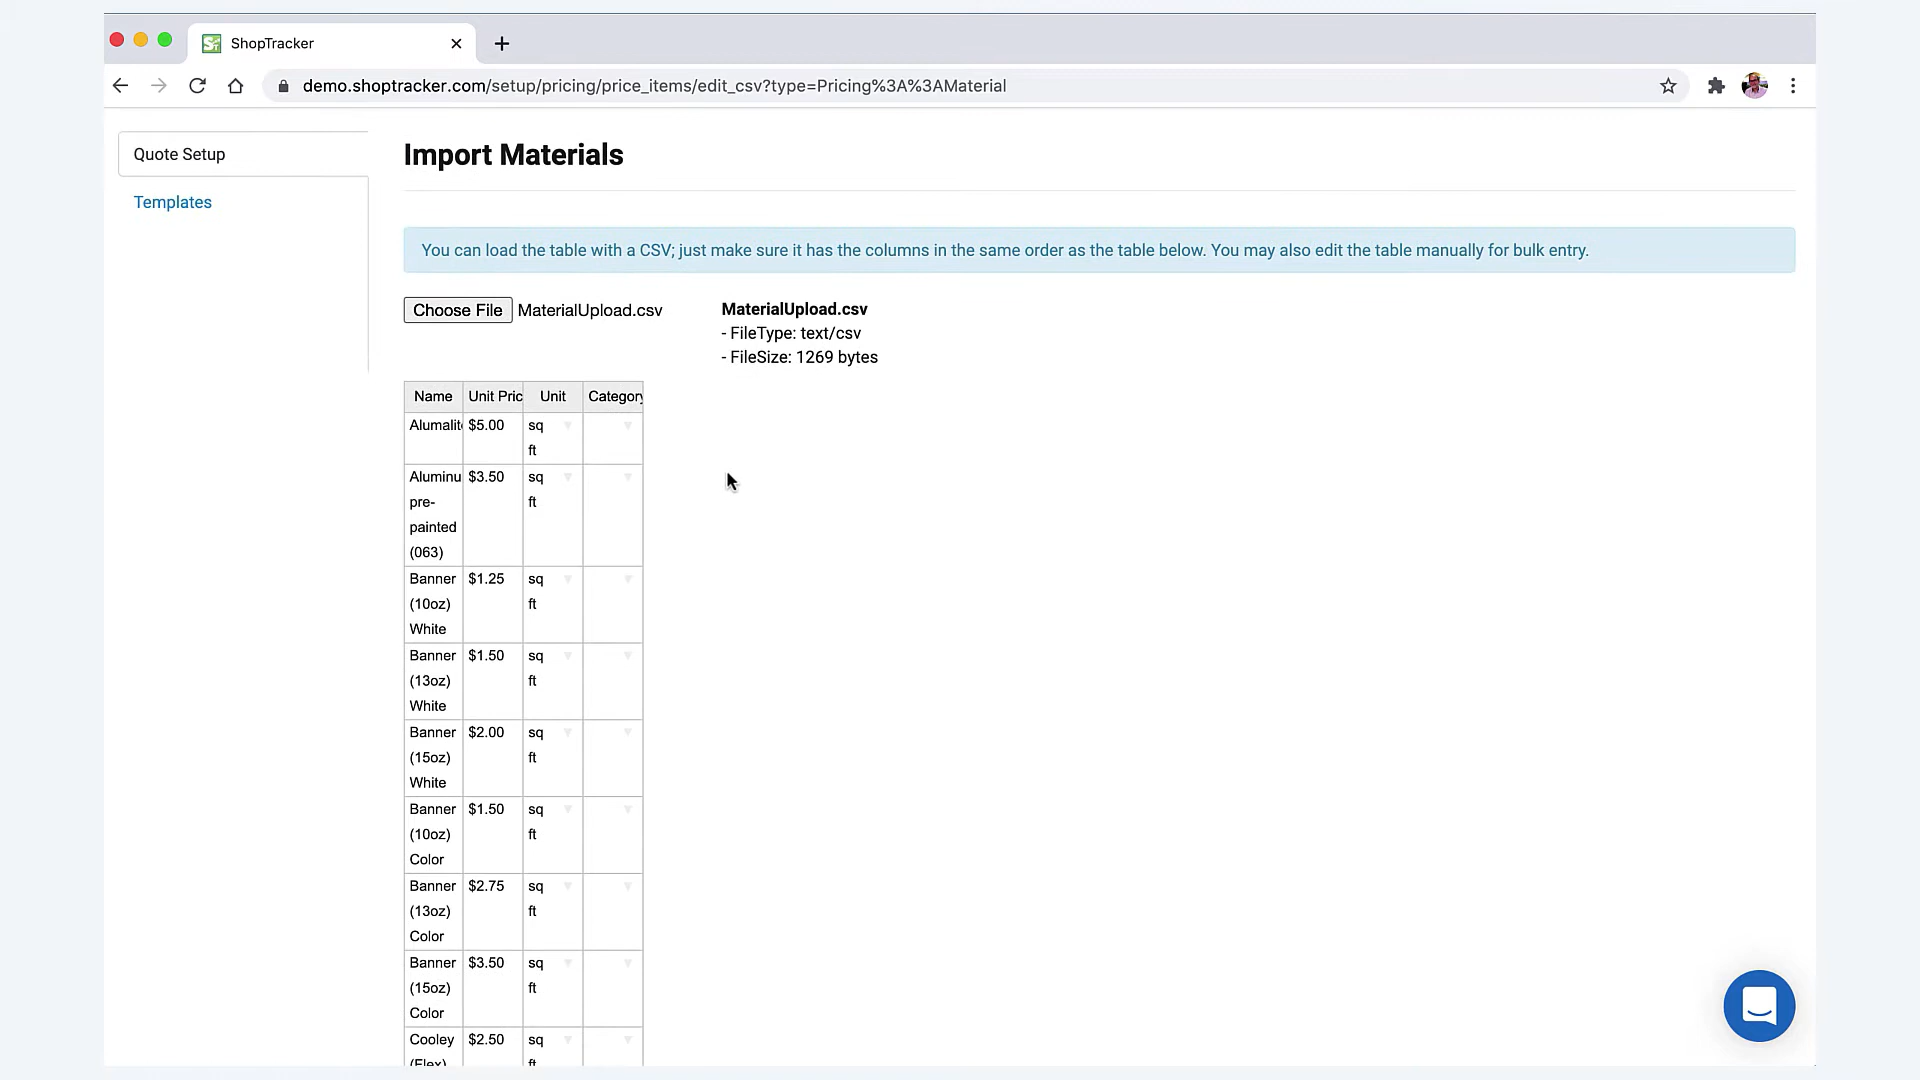 ShopTracker
demo.shoptracker.com/setup/pricing/price_items/edit_csv?type=Pricing%3A%3AMaterial
Quote Setup
Templates
Import Materials
You can load the table with a CSV; just make sure it has the columns in the same order as the table below. You may also edit the table manually for bulk entry.
Choose File MaterialUpload.csv
MaterialUpload.csv
- FileType: text/csv
- FileSize: 1269 bytes
Name Unit Pric Unit Category
Alumalit $5.00 sq
ft
Aluminu $3.50 sq
pre- ft
painted
(063)
Banner $1.25 sq
(10oz) ft
White
Banner $1.50 sq
(13oz) ft
White
Banner $2.00 sq
(15oz) ft
White
Banner $1.50 sq
(10oz) ft
Color
Banner $2.75 sq
(13oz) ft
Color
Banner $3.50 sq
(15oz) ft
Color
Cooley $2.50 sq
(Flex) ft